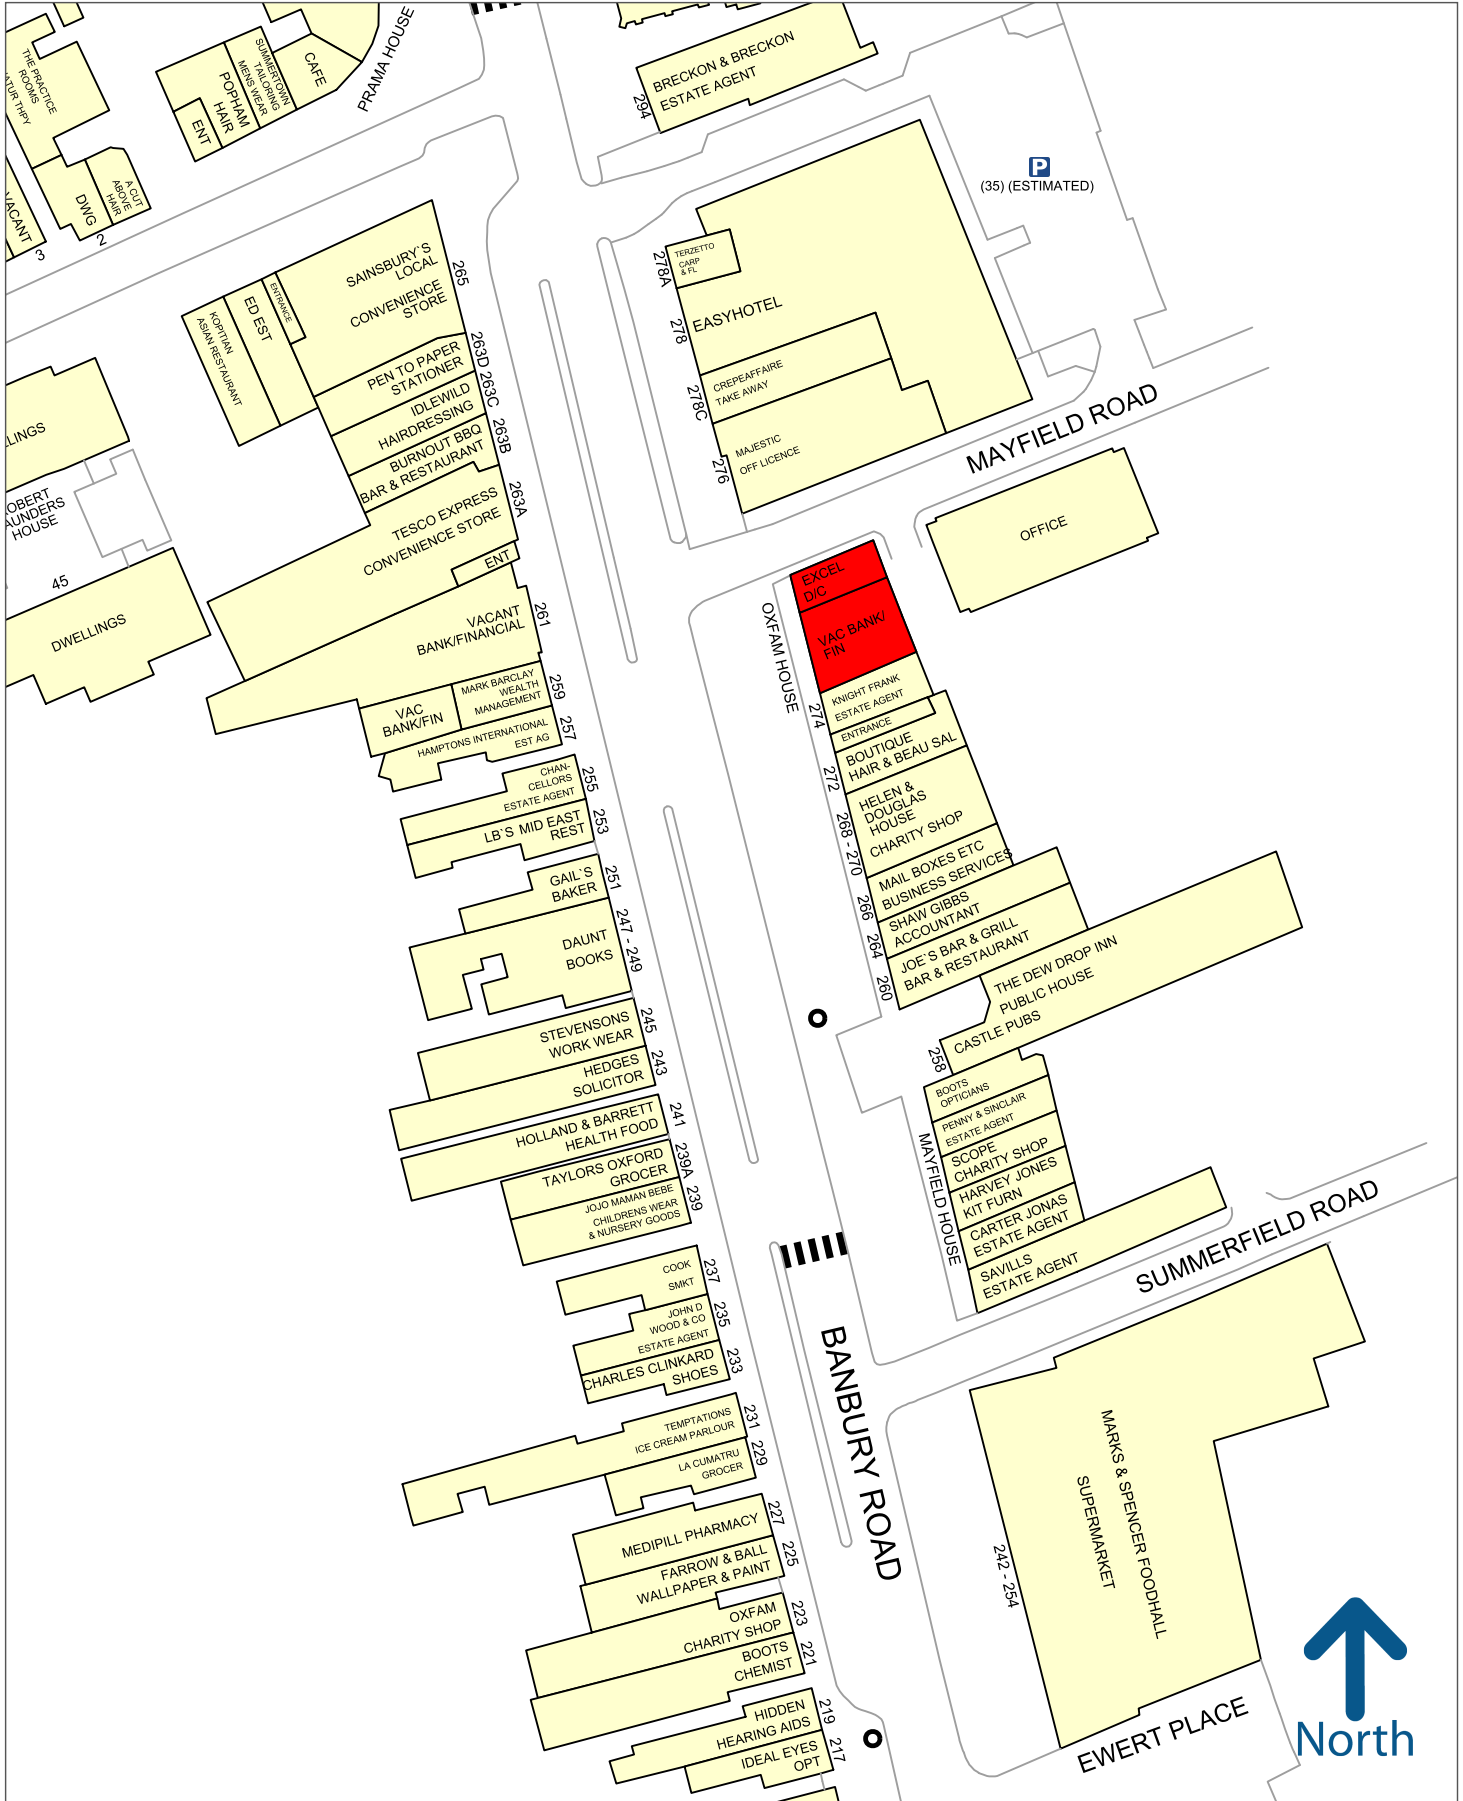 THE PRACTICE
ROOMS
ATUR THPY
VACANT
3
DWG
2
A CUT
ABOVE
HAIR
ENT
POPHAM
HAIR
SUMMERTOWN
TAILORING
MENS WEAR
CAFE
PRAMA HOUSE
BRECKON & BRECKON
ESTATE AGENT
294
P
(35) (ESTIMATED)
TERZETTO
CARP
& FL
278A
EASYHOTEL
278
CREPEAFFAIRE
TAKE AWAY
278C
MAJESTIC
OFF LICENCE
276
MAYFIELD ROAD
OFFICE
SAINSBURY`S
LOCAL
CONVENIENCE
STORE
265
ENTRANCE
ED EST
KOPITIAN
ASIAN RESTAURANT
PEN TO PAPER
STATIONER
263D
IDLEWILD
HAIRDRESSING
263C
BURNOUT BBQ
BAR & RESTAURANT
263B
TESCO EXPRESS
CONVENIENCE STORE
263A
ENT
LLINGS
OBERT
AUNDERS
HOUSE
45
DWELLINGS
VACANT
BANK/FINANCIAL
261
MARK BARCLAY
WEALTH
MANAGEMENT
259
VAC
BANK/FIN
HAMPTONS INTERNATIONAL
EST AG
257
CHAN-
CELLORS
ESTATE AGENT
255
LB`S MID EAST
REST
253
GAIL`S
BAKER
251
DAUNT
BOOKS
247 - 249
STEVENSONS
WORK WEAR
245
HEDGES
SOLICITOR
243
HOLLAND & BARRETT
HEALTH FOOD
241
TAYLORS OXFORD
GROCER
239A
JOJO MAMAN BEBE
CHILDRENS WEAR
& NURSERY GOODS
239
COOK
SMKT
237
JOHN D
WOOD & CO
ESTATE AGENT
235
CHARLES CLINKARD
SHOES
233
TEMPTATIONS
ICE CREAM PARLOUR
231
LA CUMATRU
GROCER
229
MEDIPILL PHARMACY
227
FARROW & BALL
WALLPAPER & PAINT
225
OXFAM
CHARITY SHOP
223
BOOTS
CHEMIST
221
HIDDEN
HEARING AIDS
219
IDEAL EYES
OPT
217
EXCEL
D/C
VAC BANK/
FIN
OXFAM HOUSE
KNIGHT FRANK
ESTATE AGENT
274
ENTRANCE
BOUTIQUE
HAIR & BEAU SAL
272
HELEN &
DOUGLAS
HOUSE
CHARITY SHOP
268 - 270
MAIL BOXES ETC
BUSINESS SERVICES
266
SHAW GIBBS
ACCOUNTANT
264
JOE`S BAR & GRILL
BAR & RESTAURANT
260
THE DEW DROP INN
PUBLIC HOUSE
CASTLE PUBS
258
BOOTS
OPTICIANS
PENNY & SINCLAIR
ESTATE AGENT
SCOPE
CHARITY SHOP
HARVEY JONES
KIT FURN
CARTER JONAS
ESTATE AGENT
SAVILLS
ESTATE AGENT
MAYFIELD HOUSE
SUMMERFIELD ROAD
BANBURY ROAD
MARKS & SPENCER FOODHALL
SUPERMARKET
242 - 254
EWERT PLACE
North